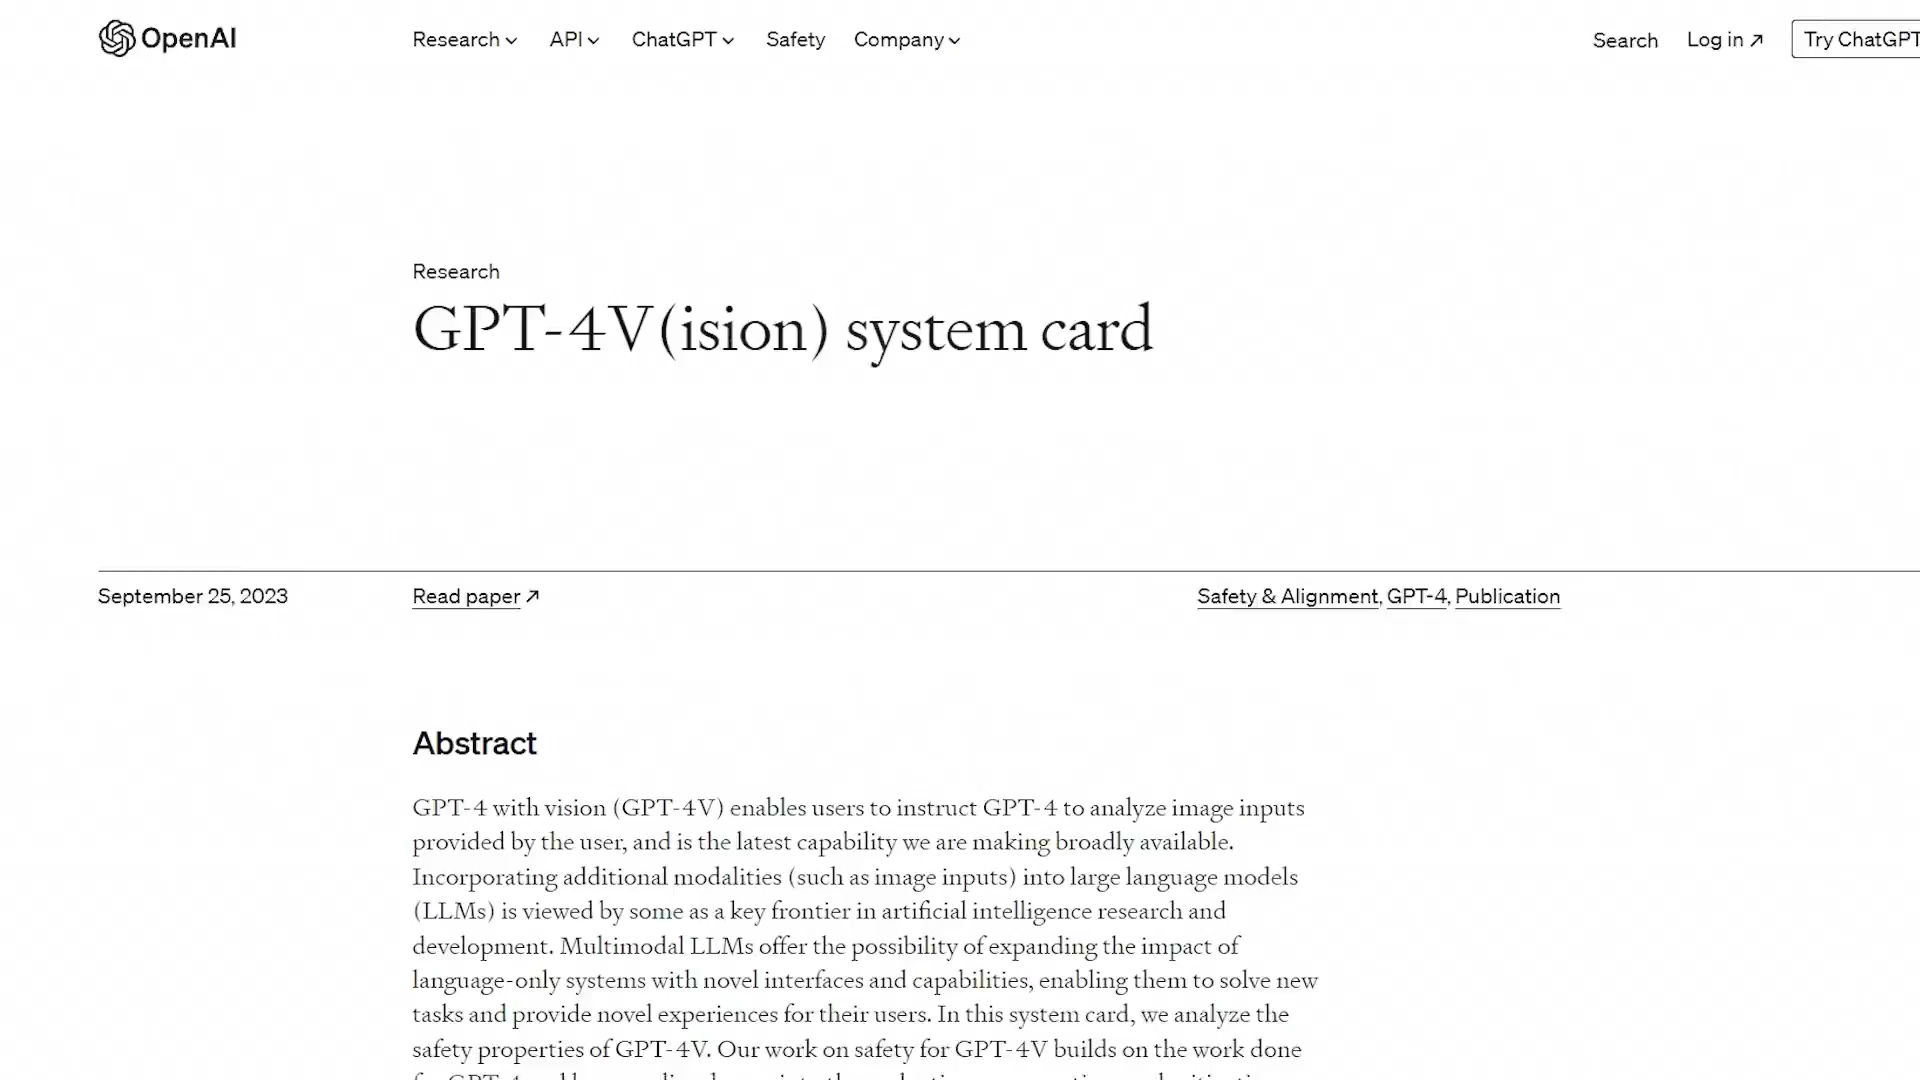 OpenAI
Research API ChatGPT Safety Company
Search Log in ↗ Try ChatGPT
Research
GPT-4V(ision) system card
September 25, 2023
Read paper ↗
Safety & Alignment, GPT-4, Publication
Abstract
GPT-4 with vision (GPT-4V) enables users to instruct GPT-4 to analyze image inputs
provided by the user, and is the latest capability we are making broadly available.
Incorporating additional modalities (such as image inputs) into large language models
(LLMs) is viewed by some as a key frontier in artificial intelligence research and
development. Multimodal LLMs offer the possibility of expanding the impact of
language-only systems with novel interfaces and capabilities, enabling them to solve new
tasks and provide novel experiences for their users. In this system card, we analyze the
safety properties of GPT-4V. Our work on safety for GPT-4V builds on the work done